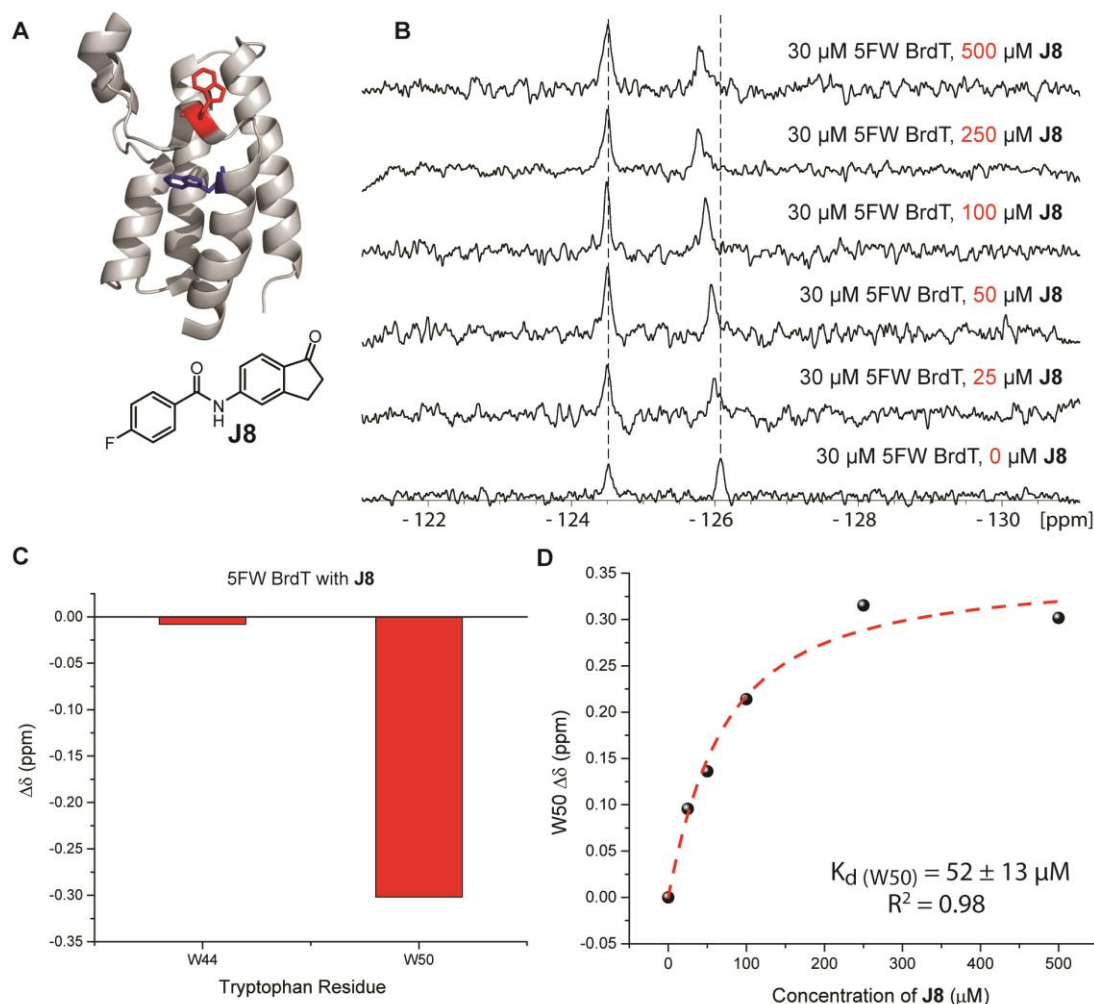 A
O
O
N
H
F
J8
B
30 µM 5FW BrdT, 500 µM J8
30 µM 5FW BrdT, 250 µM J8
30 µM 5FW BrdT, 100 µM J8
30 µM 5FW BrdT, 50 µM J8
30 µM 5FW BrdT, 25 µM J8
30 µM 5FW BrdT, 0 µM J8
- 122 - 124 - 126 - 128 - 130 [ppm]
C
5FW BrdT with J8
0.00
-0.05
-0.10
-0.15
-0.20
-0.25
-0.30
-0.35
Δδ (ppm)
W44 W50
Tryptophan Residue
D
0.35
0.30
0.25
0.20
0.15
0.10
0.05
0.00
-0.05
W50 Δδ (ppm)
Kd (W50) = 52 ± 13 µM
R² = 0.98
0 100 200 300 400 500
Concentration of J8 (µM)